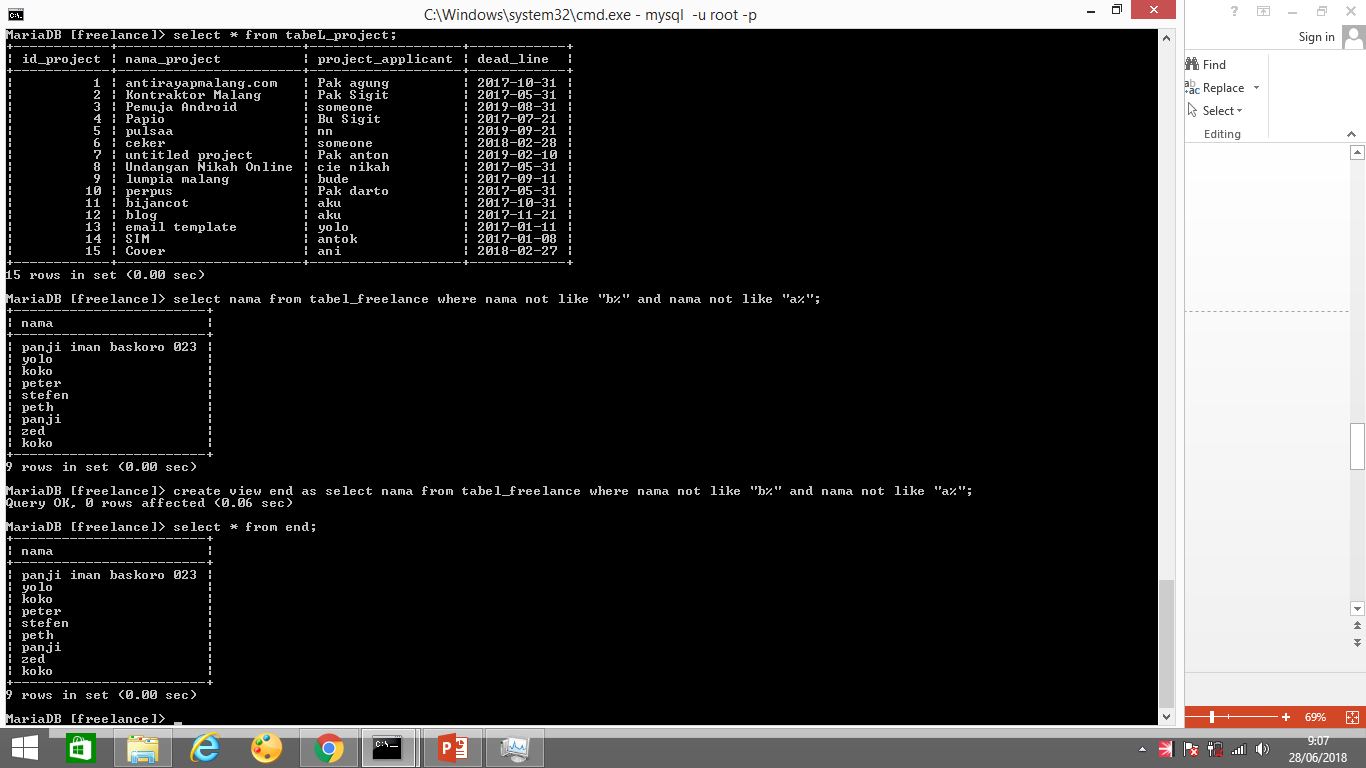 C:\Windows\system32\cmd.exe - mysql -u root -p
MariaDB [freelance]> select * from tabeL_project;
+------------+-----------------------+-------------------+------------+
| id_project | nama_project | project_applicant | dead_line |
+------------+-----------------------+-------------------+------------+
| 1 | antirayapmalang.com | Pak agung | 2017-10-31 |
| 2 | Kontraktor Malang | Pak Sigit | 2017-05-31 |
| 3 | Pemuja Android | someone | 2019-08-31 |
| 4 | Papio | Bu Sigit | 2017-07-21 |
| 5 | pulsaa | nn | 2019-09-21 |
| 6 | ceker | someone | 2018-02-28 |
| 7 | untitled project | Pak anton | 2019-02-10 |
| 8 | Undangan Nikah Online | cie nikah | 2017-05-31 |
| 9 | lumpia malang | bude | 2017-09-11 |
| 10 | perpus | Pak darto | 2017-05-31 |
| 11 | bijancot | aku | 2017-10-31 |
| 12 | blog | aku | 2017-11-21 |
| 13 | email template | yolo | 2017-01-11 |
| 14 | SIM | antok | 2017-01-08 |
| 15 | Cover | ani | 2018-02-27 |
+------------+-----------------------+-------------------+------------+
15 rows in set (0.00 sec)
MariaDB [freelance]> select nama from tabel_freelance where nama not like "b%" and nama not like "a%";
+------------------------+
| nama |
+------------------------+
| panji iman baskoro 023 |
| yolo |
| koko |
| peter |
| stefen |
| peth |
| panji |
| zed |
| koko |
+------------------------+
9 rows in set (0.00 sec)
MariaDB [freelance]> create view end as select nama from tabel_freelance where nama not like "b%" and nama not like "a%";
Query OK, 0 rows affected (0.06 sec)
MariaDB [freelance]> select * from end;
+------------------------+
| nama |
+------------------------+
| panji iman baskoro 023 |
| yolo |
| koko |
| peter |
| stefen |
| peth |
| panji |
| zed |
| koko |
+------------------------+
9 rows in set (0.00 sec)
MariaDB [freelance]> _
Sign in
Find
Replace
Select
Editing
69%
9:07
28/06/2018